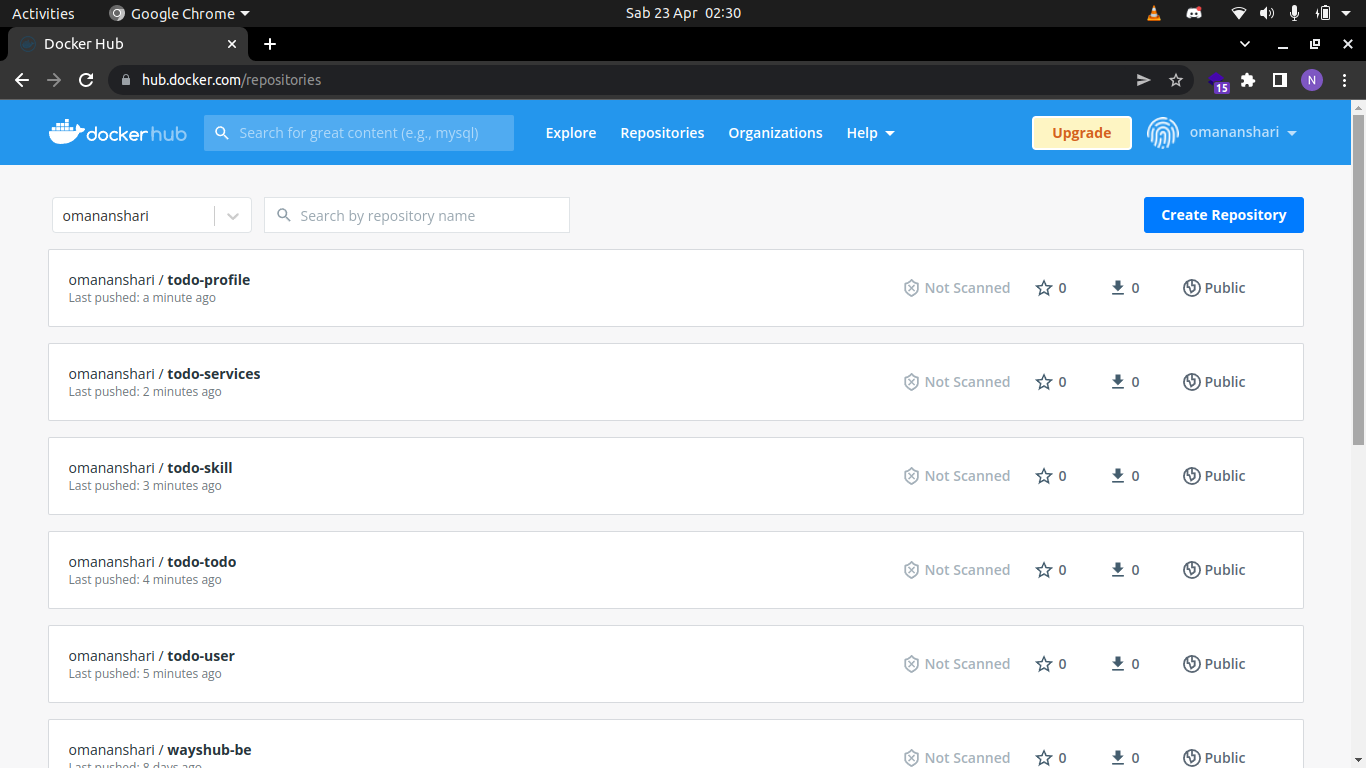 Activities Google Chrome Sab 23 Apr 02:30
Docker Hub
hub.docker.com/repositories 15 N
docker hub Search for great content (e.g., mysql) Explore Repositories Organizations Help Upgrade omananshari
omananshari Search by repository name Create Repository
omananshari / todo-profile
Last pushed: a minute ago
Not Scanned 0 0 Public
omananshari / todo-services
Last pushed: 2 minutes ago
Not Scanned 0 0 Public
omananshari / todo-skill
Last pushed: 3 minutes ago
Not Scanned 0 0 Public
omananshari / todo-todo
Last pushed: 4 minutes ago
Not Scanned 0 0 Public
omananshari / todo-user
Last pushed: 5 minutes ago
Not Scanned 0 0 Public
omananshari / wayshub-be
Last pushed: 8 days ago
Not Scanned 0 0 Public